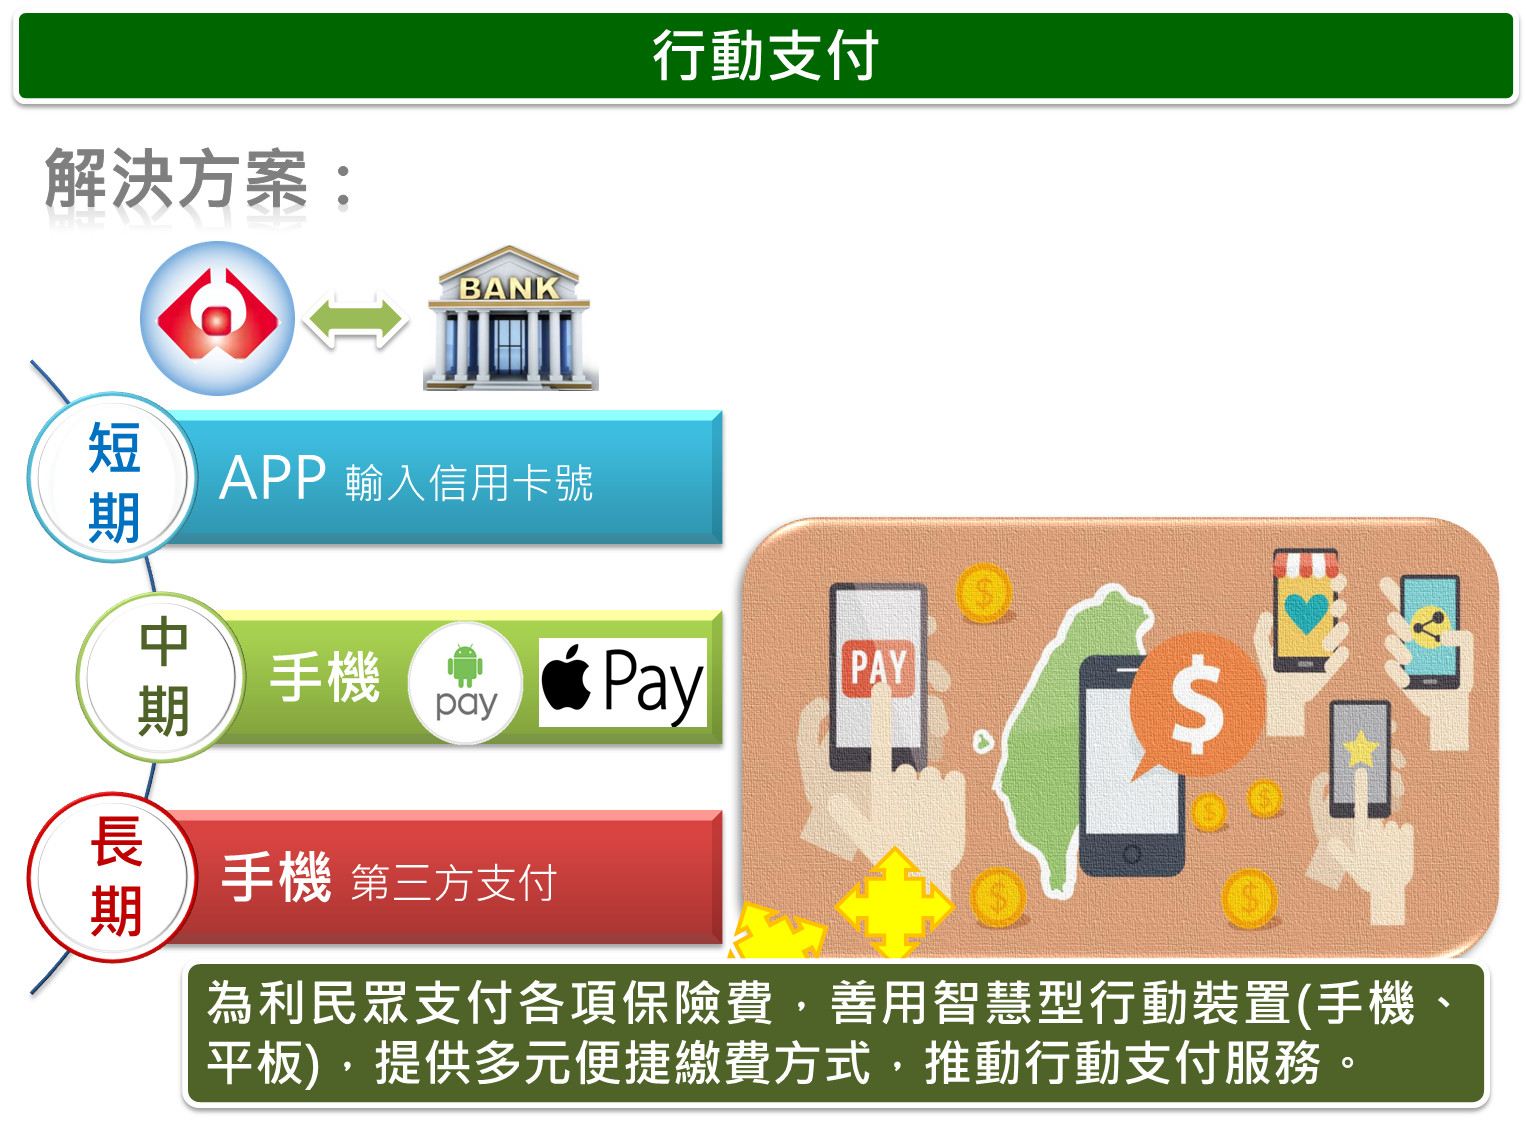 行動支付
解決方案：
BANK
短期
APP 輸入信用卡號
中期
手機
pay
Pay
長期
手機 第三方支付
PAY
$
為利民眾支付各項保險費，善用智慧型行動裝置(手機、
平板)，提供多元便捷繳費方式，推動行動支付服務。